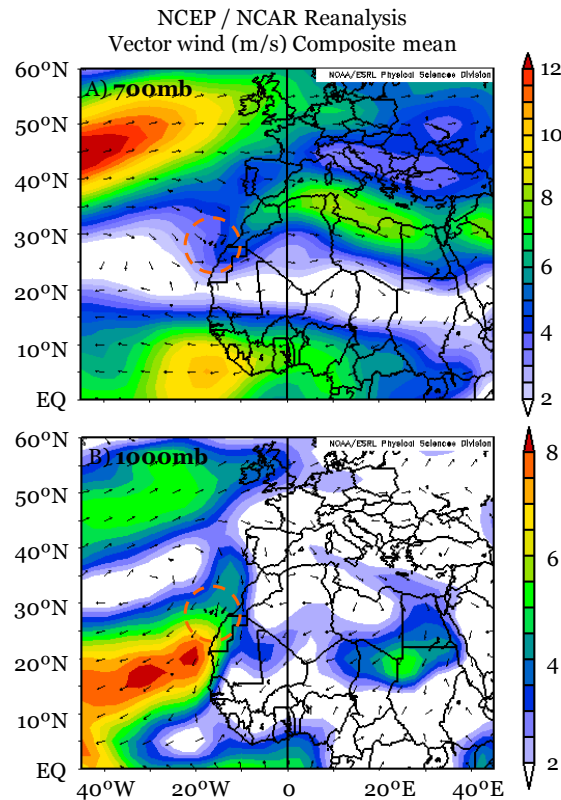 NCEP / NCAR Reanalysis
Vector wind (m/s) Composite mean
60°N
A) 700mb
NOAA/ESRL Physical Sciences Division
12
50°N
10
40°N
8
30°N
6
20°N
4
10°N
EQ
2
60°N
B) 1000mb
NOAA/ESRL Physical Sciences Division
8
50°N
40°N
6
30°N
20°N
4
10°N
EQ
2
40°W
20°W
0
20°E
40°E